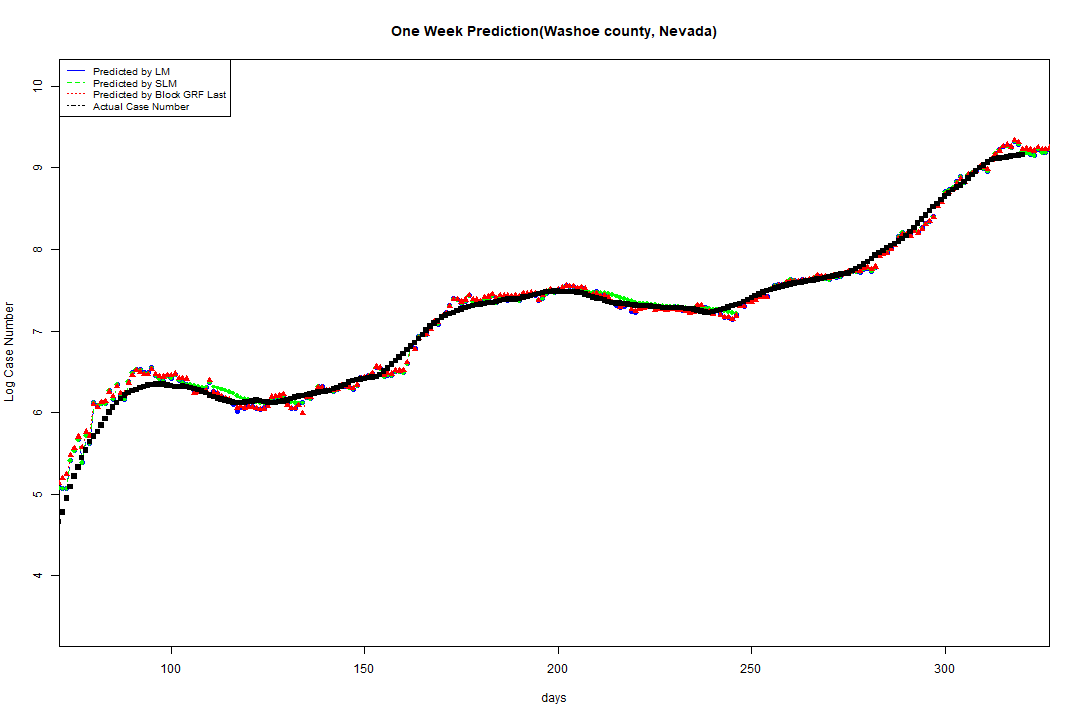 One Week Prediction(Washoe county, Nevada)
Predicted by LM
Predicted by SLM
Predicted by Block GRF Last
Actual Case Number
Log Case Number
10
9
8
7
6
5
4
100 150 200 250 300
days